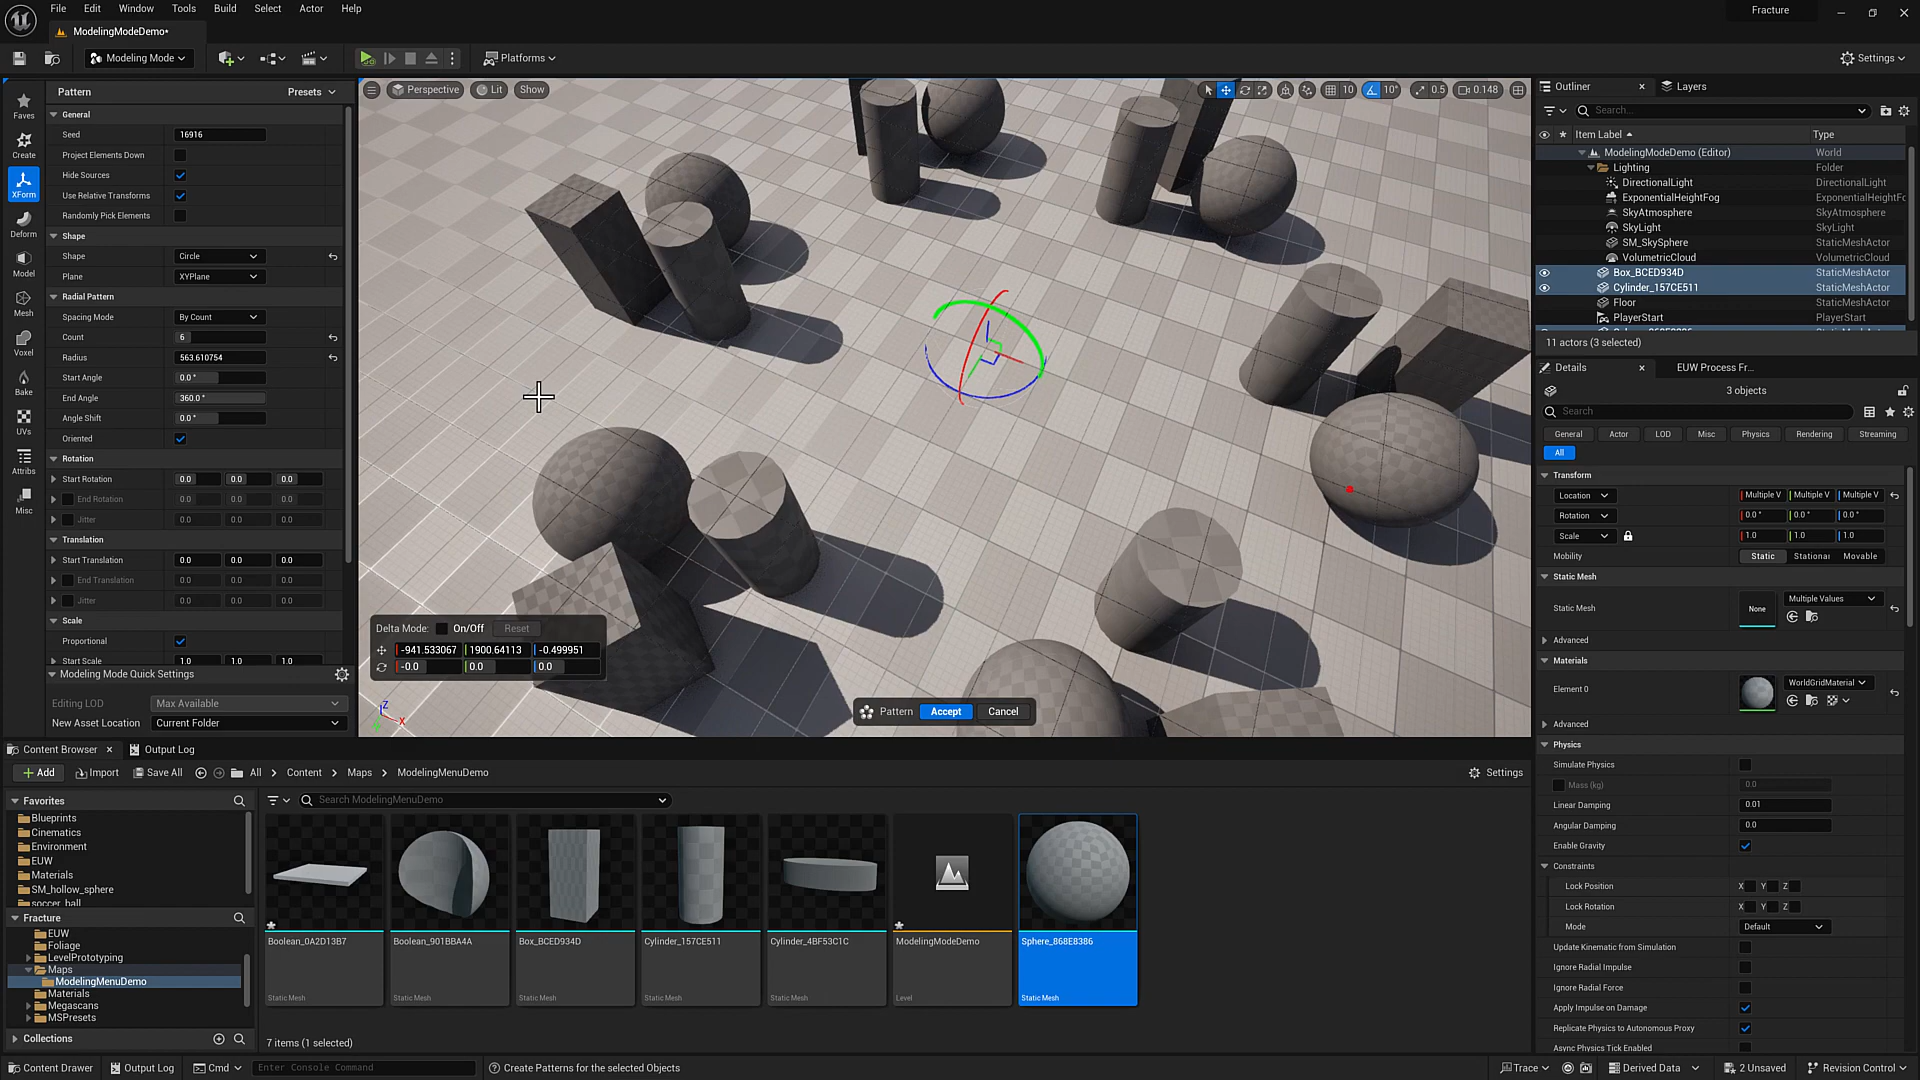 File Edit Window Tools Build Select Actor Help
Fracture
ModelingModeDemo*
Modeling Mode
Platforms
Settings
Pattern
Presets
Perspective
Lit
Show
10
10°
0.5
0.148
Outliner
Layers
Faves
General
Search...
Seed
16916
Item Label
Type
Create
Project Elements Down
ModelingModeDemo (Editor)
World
Hide Sources
Lighting
Folder
XForm
Use Relative Transforms
DirectionalLight
DirectionalLight
Randomly Pick Elements
ExponentialHeightFog
ExponentialHeightFc
Deform
Shape
SkyAtmosphere
SkyAtmosphere
SkyLight
SkyLight
Shape
Circle
SM_SkySphere
StaticMeshActor
Model
Plane
XYPlane
VolumetricCloud
VolumetricCloud
Radial Pattern
Box_BCED934D
StaticMeshActor
Mesh
Spacing Mode
By Count
Cylinder_157CE511
StaticMeshActor
Floor
StaticMeshActor
Count
6
PlayerStart
PlayerStart
Voxel
Radius
563.610754
11 actors (3 selected)
Start Angle
0.0 °
Details
EUW Process Fr...
Bake
End Angle
360.0 °
3 objects
Angle Shift
0.0 °
Search
UVs
Oriented
General
Actor
LOD
Misc
Physics
Rendering
Streaming
All
Rotation
Attribs
Start Rotation
0.0 0.0 0.0
Transform
End Rotation
0.0 0.0 0.0
Location
Multiple V Multiple V Multiple V
Misc
Jitter
0.0 0.0 0.0
Rotation
0.0 ° 0.0 ° 0.0 °
Translation
Scale
1.0 1.0 1.0
Start Translation
0.0 0.0 0.0
Mobility
Static
Stationar
Movable
End Translation
0.0 0.0 0.0
Static Mesh
Jitter
0.0 0.0 0.0
Static Mesh
None
Multiple Values
Scale
Delta Mode:
On/Off
Reset
Proportional
Advanced
Start Scale
1.0 1.0 1.0
-941.533067 1900.64113 -0.499951
Materials
-0.0 0.0 0.0
Modeling Mode Quick Settings
Element 0
WorldGridMaterial
Editing LOD
Max Available
Z
X
Pattern
Accept
Cancel
New Asset Location
Current Folder
Advanced
Content Browser
Output Log
Physics
Add
Import
Save All
All
Content
Maps
ModelingMenuDemo
Settings
Simulate Physics
Mass (kg)
0.0
Favorites
Search ModelingMenuDemo
Linear Damping
0.01
Blueprints
Angular Damping
0.0
Cinematics
Environment
Enable Gravity
EUW
Constraints
Materials
Lock Position
X Y Z
SM_hollow_sphere
soccer_ball
Lock Rotation
X Y Z
Fracture
Mode
Default
EUW
Boolean_0A2D13B7
Boolean_901BBA4A
Box_BCED934D
Cylinder_157CE511
Cylinder_4BF53C1C
ModelingModeDemo
Sphere_868E8386
Foliage
Update Kinematic from Simulation
LevelPrototyping
Ignore Radial Impulse
Maps
ModelingMenuDemo
Ignore Radial Force
Materials
Static Mesh
Static Mesh
Static Mesh
Static Mesh
Static Mesh
Level
Static Mesh
Megascans
Apply Impulse on Damage
MSPresets
Replicate Physics to Autonomous Proxy
Collections
7 items (1 selected)
Async Physics Tick Enabled
Content Drawer
Output Log
Cmd
Enter Console Command
Create Patterns for the selected Objects
Trace
Derived Data
2 Unsaved
Revision Control